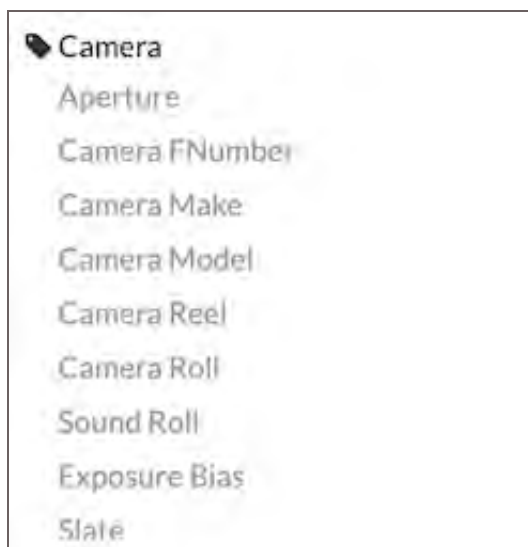 Camera
Aperture
Camera FNumber
Camera Make
Camera Model
Camera Reel
Camera Roll
Sound Roll
Exposure Bias
Slate